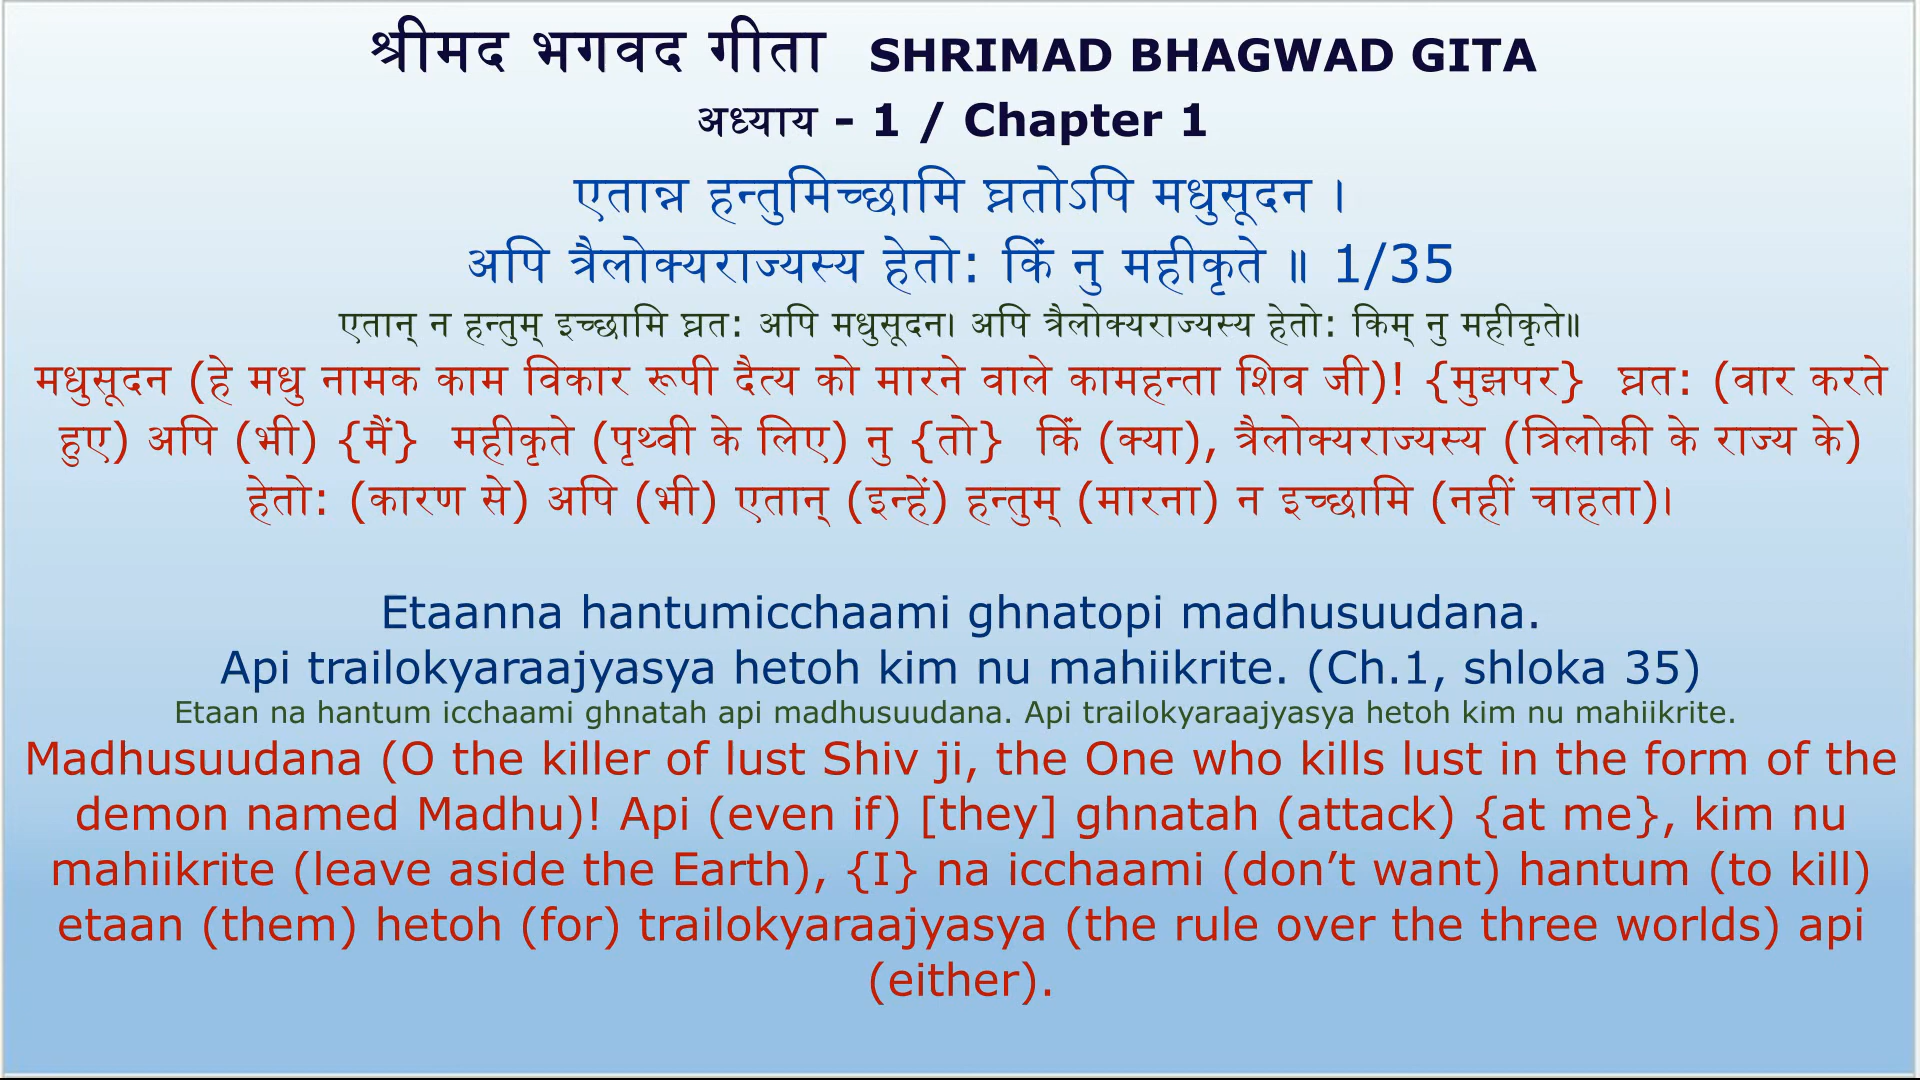 श्रीमद भगवद गीता SHRIMAD BHAGWAD GITA
अध्याय - 1 / Chapter 1
एतान्न हन्तुमिच्छामि घ्नतोऽपि मधुसूदन ।
अपि त्रैलोक्यराज्यस्य हेतो: किं नु महीकृते ॥ 1/35
एतान् न हन्तुम् इच्छामि घ्नत: अपि मधुसूदन। अपि त्रैलोक्यराज्यस्य हेतो: किम् नु महीकृते॥
मधुसूदन (हे मधु नामक काम विकार रूपी दैत्य को मारने वाले कामहन्ता शिव जी)! {मुझपर} घ्नत: (वार करते
हुए) अपि (भी) {मैं} महीकृते (पृथ्वी के लिए) नु {तो} किं (क्या), त्रैलोक्यराज्यस्य (त्रिलोकी के राज्य के)
हेतो: (कारण से) अपि (भी) एतान् (इन्हें) हन्तुम् (मारना) न इच्छामि (नहीं चाहता)।
Etaanna hantumicchaami ghnatopi madhusuudana.
Api trailokyaraajyasya hetoh kim nu mahiikrite. (Ch.1, shloka 35)
Etaan na hantum icchaami ghnatah api madhusuudana. Api trailokyaraajyasya hetoh kim nu mahiikrite.
Madhusuudana (O the killer of lust Shiv ji, the One who kills lust in the form of the
demon named Madhu)! Api (even if) [they] ghnatah (attack) {at me}, kim nu
mahiikrite (leave aside the Earth), {I} na icchaami (don’t want) hantum (to kill)
etaan (them) hetoh (for) trailokyaraajyasya (the rule over the three worlds) api
(either).